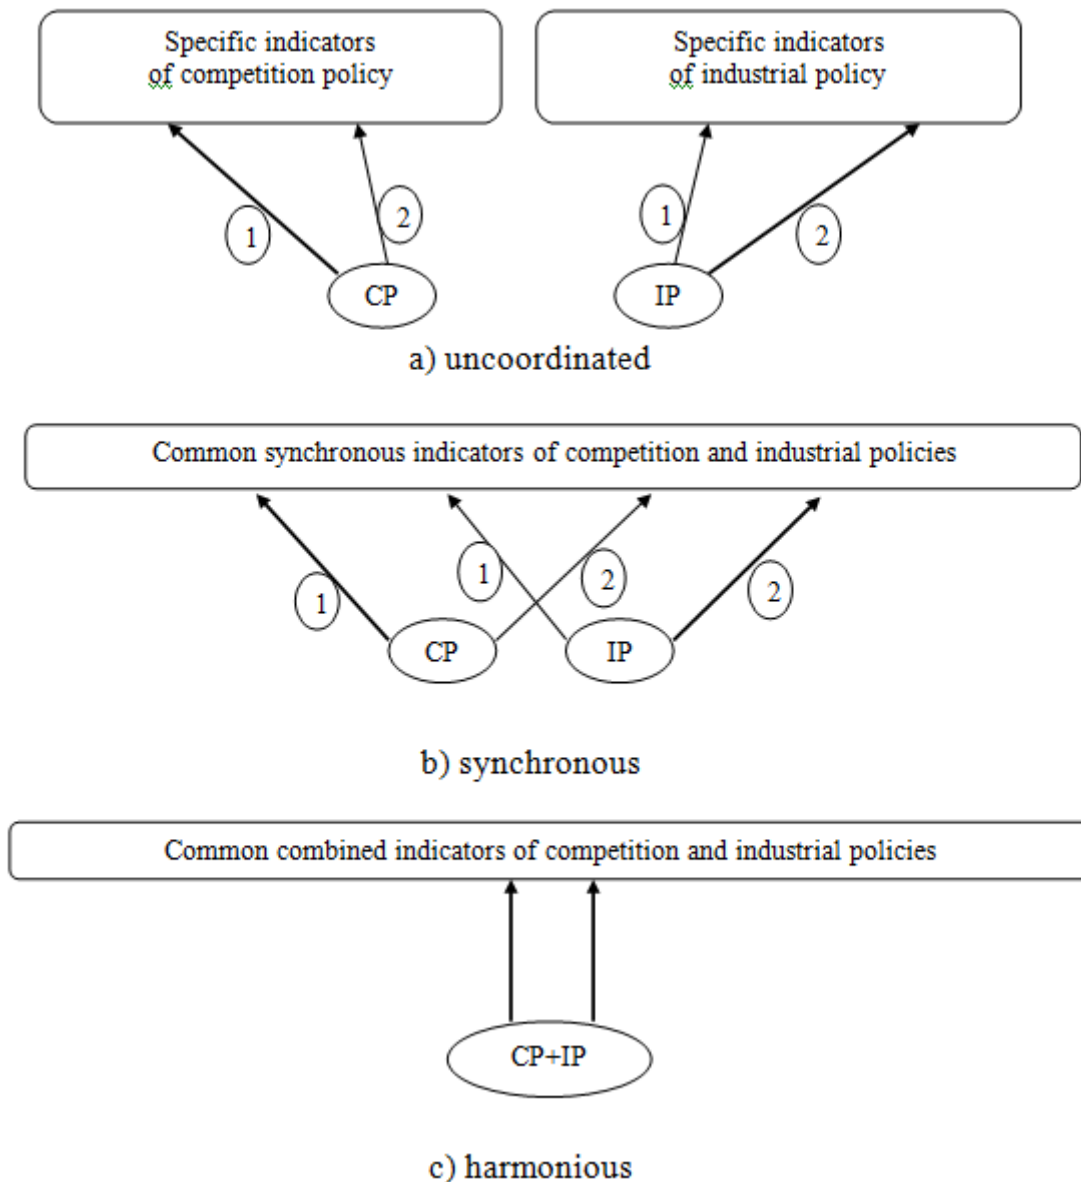 Specific indicators
of competition policy
Specific indicators
of industrial policy
1
2
1
2
CP
IP
a) uncoordinated
Common synchronous indicators of competition and industrial policies
1
1
2
2
CP
IP
b) synchronous
Common combined indicators of competition and industrial policies
CP+IP
c) harmonious